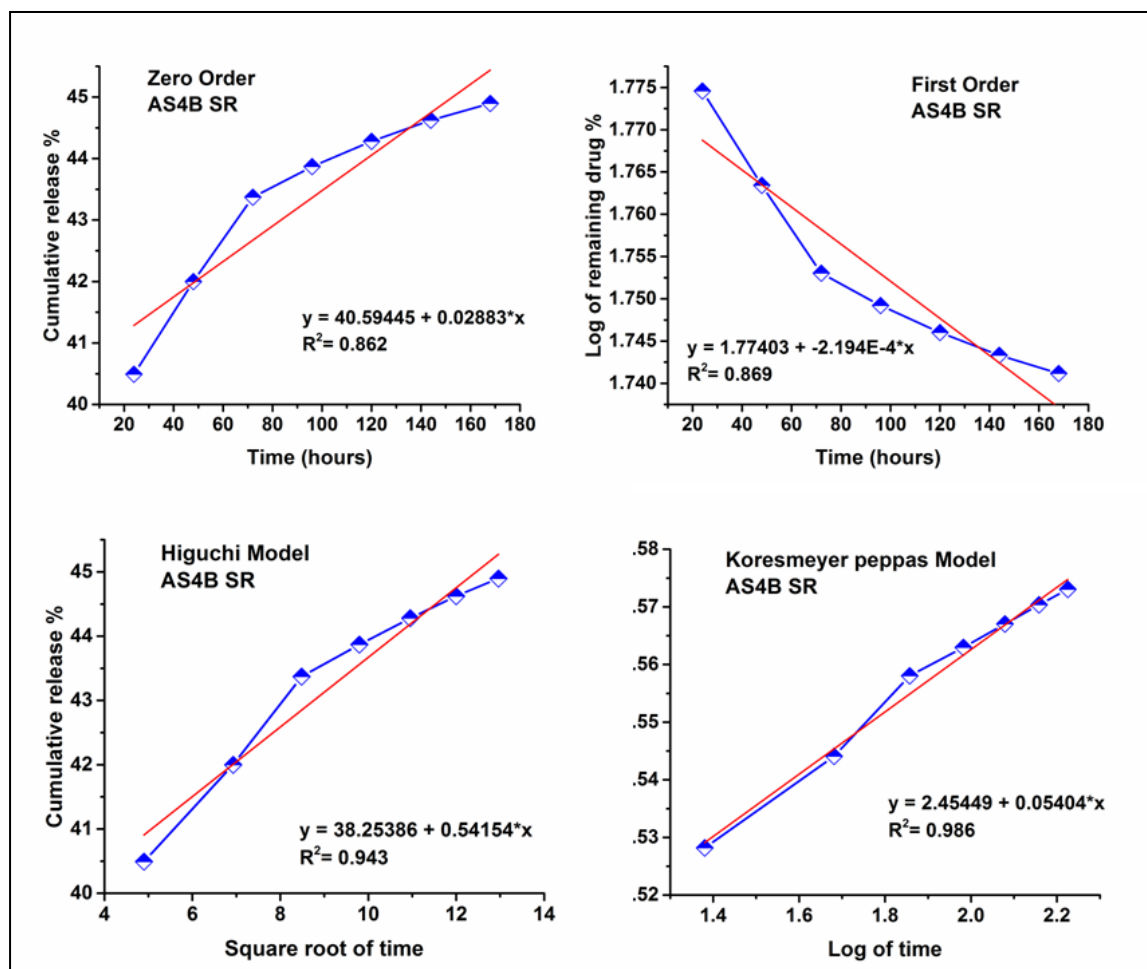 Zero Order
AS4B SR
Cumulative release %
45
44
43
42
41
40
y = 40.59445 + 0.02883*x
R²= 0.862
20 40 60 80 100 120 140 160 180
Time (hours)
First Order
AS4B SR
Log of remaining drug %
1.775
1.770
1.765
1.760
1.755
1.750
1.745
1.740
y = 1.77403 + -2.194E-4*x
R²= 0.869
20 40 60 80 100 120 140 160 180
Time (hours)
Higuchi Model
AS4B SR
Cumulative release %
45
44
43
42
41
40
y = 38.25386 + 0.54154*x
R²= 0.943
4 6 8 10 12 14
Square root of time
Koresmeyer peppas Model
AS4B SR
.58
.57
.56
.55
.54
.53
.52
y = 2.45449 + 0.05404*x
R²= 0.986
1.4 1.6 1.8 2.0 2.2
Log of time